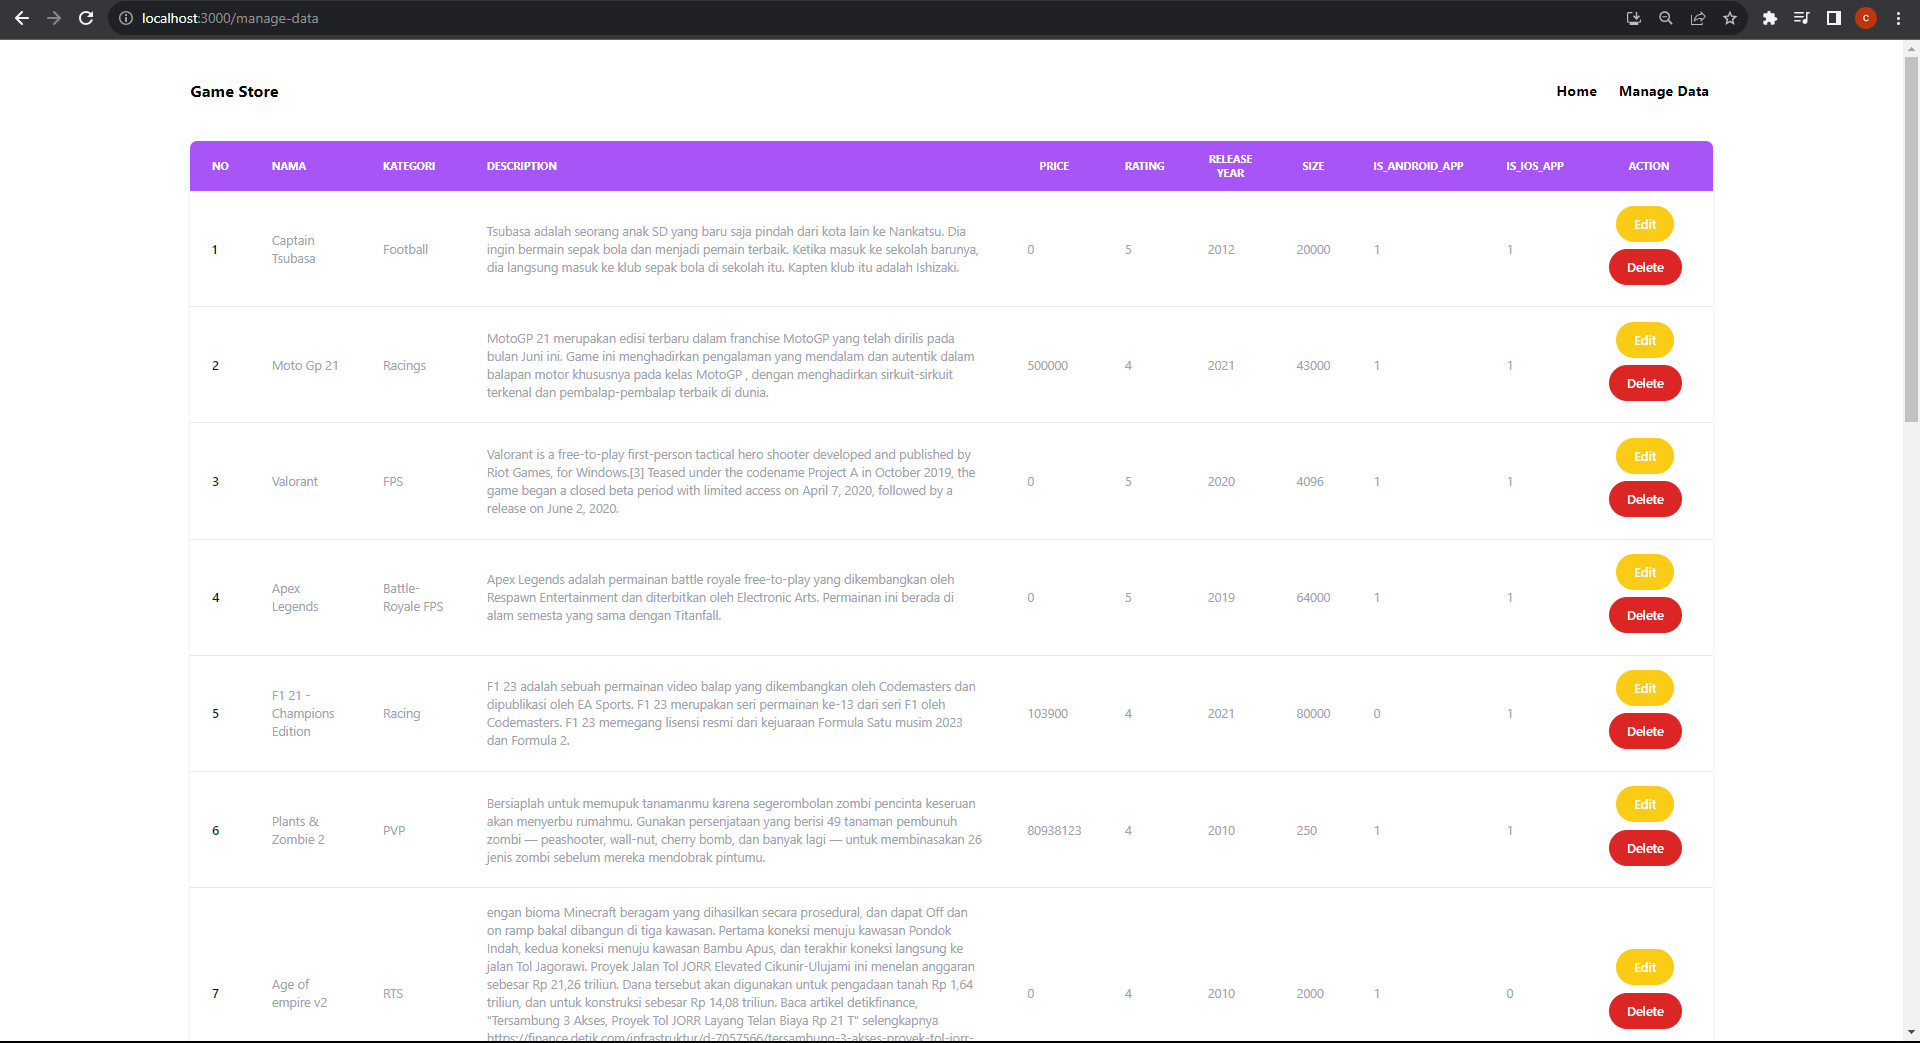 localhost:3000/manage-data
c
Game Store
Home
Manage Data
NO
NAMA
KATEGORI
DESCRIPTION
PRICE
RATING
RELEASE
YEAR
SIZE
IS_ANDROID_APP
IS_IOS_APP
ACTION
1
Captain
Tsubasa
Football
Tsubasa adalah seorang anak SD yang baru saja pindah dari kota lain ke Nankatsu. Dia
ingin bermain sepak bola dan menjadi pemain terbaik. Ketika masuk ke sekolah barunya,
dia langsung masuk ke klub sepak bola di sekolah itu. Kapten klub itu adalah Ishizaki.
0
5
2012
20000
1
1
Edit
Delete
2
Moto Gp 21
Racings
MotoGP 21 merupakan edisi terbaru dalam franchise MotoGP yang telah dirilis pada
bulan Juni ini. Game ini menghadirkan pengalaman yang mendalam dan autentik dalam
balapan motor khususnya pada kelas MotoGP , dengan menghadirkan sirkuit-sirkuit
terkenal dan pembalap-pembalap terbaik di dunia.
500000
4
2021
43000
1
1
Edit
Delete
3
Valorant
FPS
Valorant is a free-to-play first-person tactical hero shooter developed and published by
Riot Games, for Windows.[3] Teased under the codename Project A in October 2019, the
game began a closed beta period with limited access on April 7, 2020, followed by a
release on June 2, 2020.
0
5
2020
4096
1
1
Edit
Delete
4
Apex
Legends
Battle-
Royale FPS
Apex Legends adalah permainan battle royale free-to-play yang dikembangkan oleh
Respawn Entertainment dan diterbitkan oleh Electronic Arts. Permainan ini berada di
alam semesta yang sama dengan Titanfall.
0
5
2019
64000
1
1
Edit
Delete
5
F1 21 -
Champions
Edition
Racing
F1 23 adalah sebuah permainan video balap yang dikembangkan oleh Codemasters dan
dipublikasi oleh EA Sports. F1 23 merupakan seri permainan ke-13 dari seri F1 oleh
Codemasters. F1 23 memegang lisensi resmi dari kejuaraan Formula Satu musim 2023
dan Formula 2.
103900
4
2021
80000
0
1
Edit
Delete
6
Plants &
Zombie 2
PVP
Bersiaplah untuk memupuk tanamanmu karena segerombolan zombi pencinta keseruan
akan menyerbu rumahmu. Gunakan persenjataan yang berisi 49 tanaman pembunuh
zombi — peashooter, wall-nut, cherry bomb, dan banyak lagi — untuk membinasakan 26
jenis zombi sebelum mereka mendobrak pintumu.
80938123
4
2010
250
1
1
Edit
Delete
7
Age of
empire v2
RTS
engan bioma Minecraft beragam yang dihasilkan secara prosedural, dan dapat Off dan
on ramp bakal dibangun di tiga kawasan. Pertama koneksi menuju kawasan Pondok
Indah, kedua koneksi menuju kawasan Bambu Apus, dan terakhir koneksi langsung ke
jalan Tol Jagorawi. Proyek Jalan Tol JORR Elevated Cikunir-Ulujami ini menelan anggaran
sebesar Rp 21,26 triliun. Dana tersebut akan digunakan untuk pengadaan tanah Rp 1,64
triliun, dan untuk konstruksi sebesar Rp 14,08 triliun. Baca artikel detikfinance,
"Tersambung 3 Akses, Proyek Tol JORR Layang Telan Biaya Rp 21 T" selengkapnya
https://finance.detik.com/infrastruktur/d-7057566/tersambung-3-akses-proyek-tol-jorr-
0
4
2010
2000
1
0
Edit
Delete